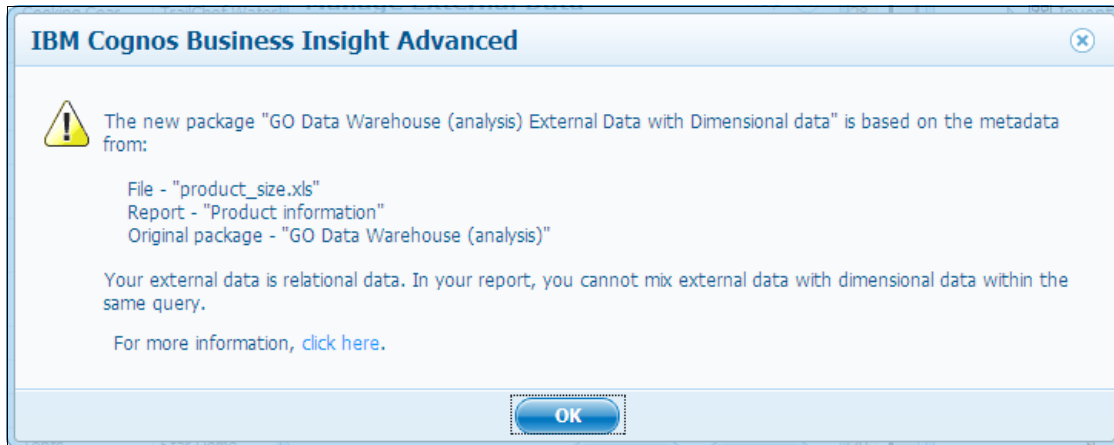 Manage External Data
IBM Cognos Business Insight Advanced
The new package "GO Data Warehouse (analysis) External Data with Dimensional data" is based on the metadata
from:
File - "product_size.xls"
Report - "Product information"
Original package - "GO Data Warehouse (analysis)"
Your external data is relational data. In your report, you cannot mix external data with dimensional data within the
same query.
For more information, click here.
OK